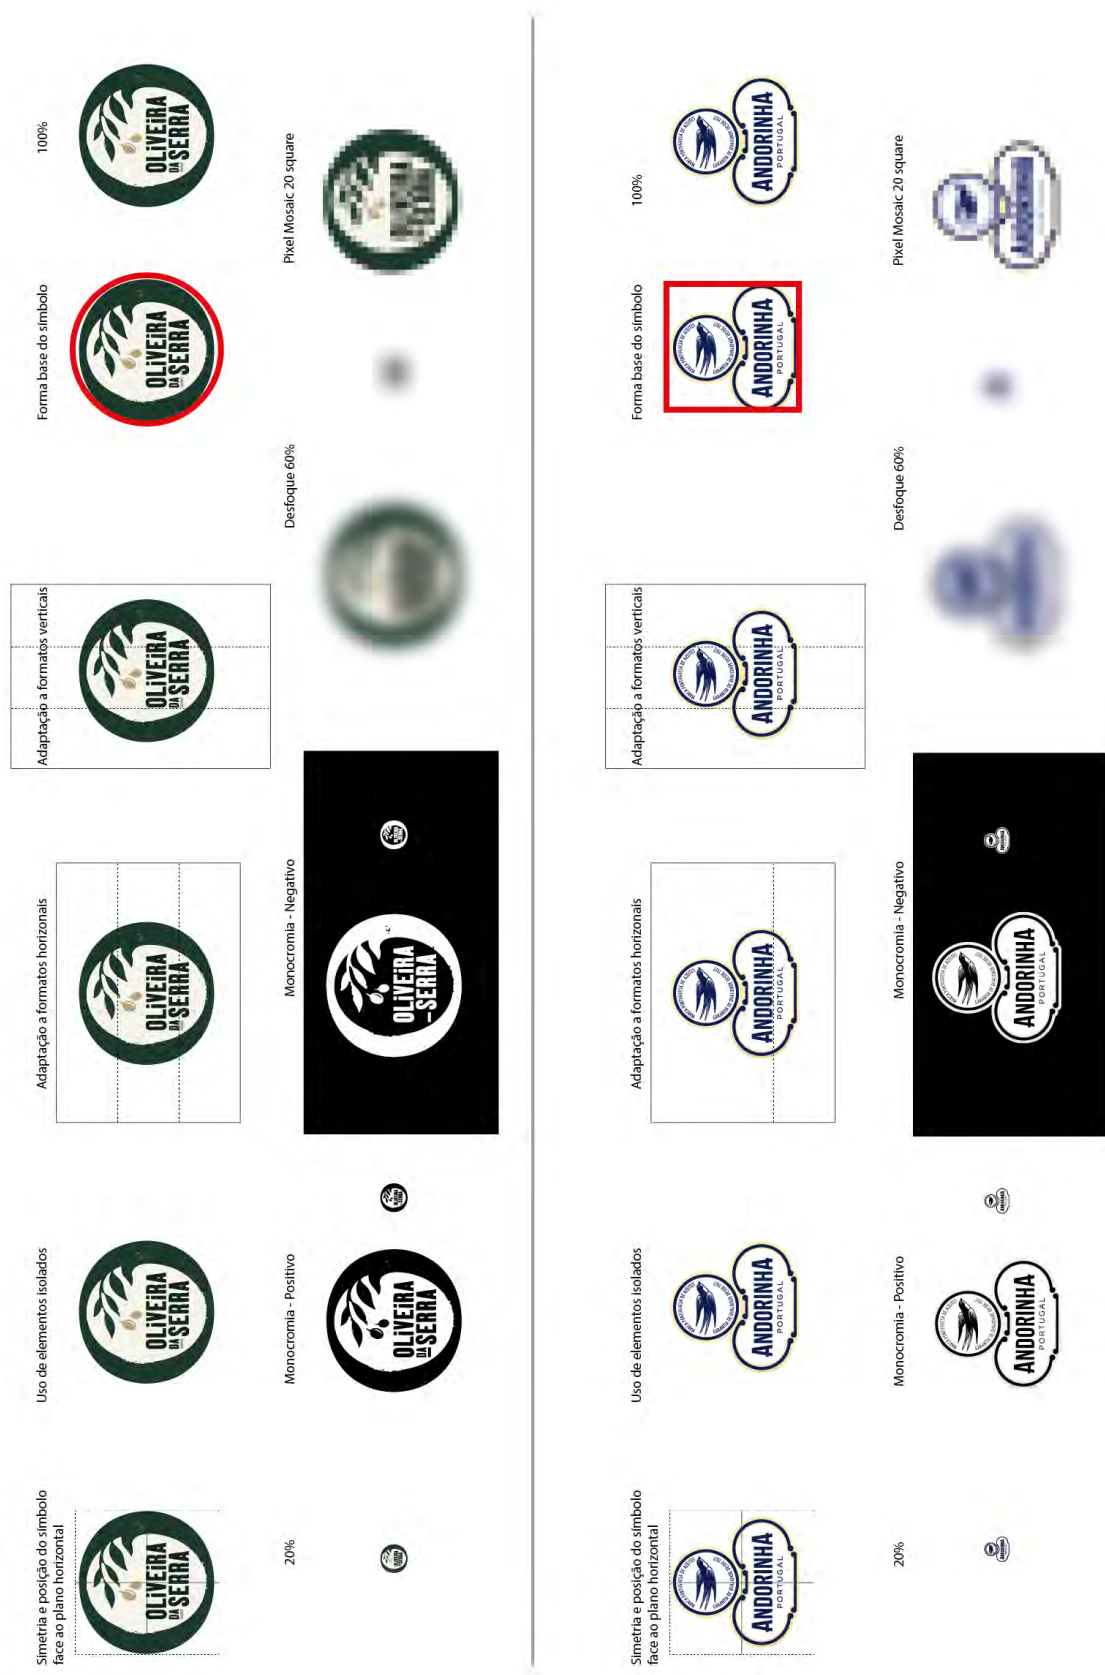 Simetria e posição do símbolo
face ao plano horizontal
Uso de elementos isolados
Adaptação a formatos horizonais
Adaptação a formatos verticais
Forma base do símbolo
100%
OLiVEiRA
DA SERRA
OLiVEiRA
DA SERRA
OLiVEiRA
DA SERRA
OLiVEiRA
DA SERRA
OLiVEiRA
DA SERRA
OLiVEiRA
DA SERRA
20%
Monocromia - Positivo
Monocromia - Negativo
Desfoque 60%
Pixel Mosaic 20 square
OLiVEiRA
DA SERRA
OLiVEiRA
SERRA
Simetria e posição do símbolo
face ao plano horizontal
Uso de elementos isolados
Adaptação a formatos horizonais
Adaptação a formatos verticais
Forma base do símbolo
100%
ANDORINHA
PORTUGAL
ANDORINHA
PORTUGAL
ANDORINHA
PORTUGAL
ANDORINHA
PORTUGAL
ANDORINHA
PORTUGAL
ANDORINHA
PORTUGAL
20%
Monocromia - Positivo
Monocromia - Negativo
Desfoque 60%
Pixel Mosaic 20 square
ANDORINHA
PORTUGAL
ANDORINHA
PORTUGAL